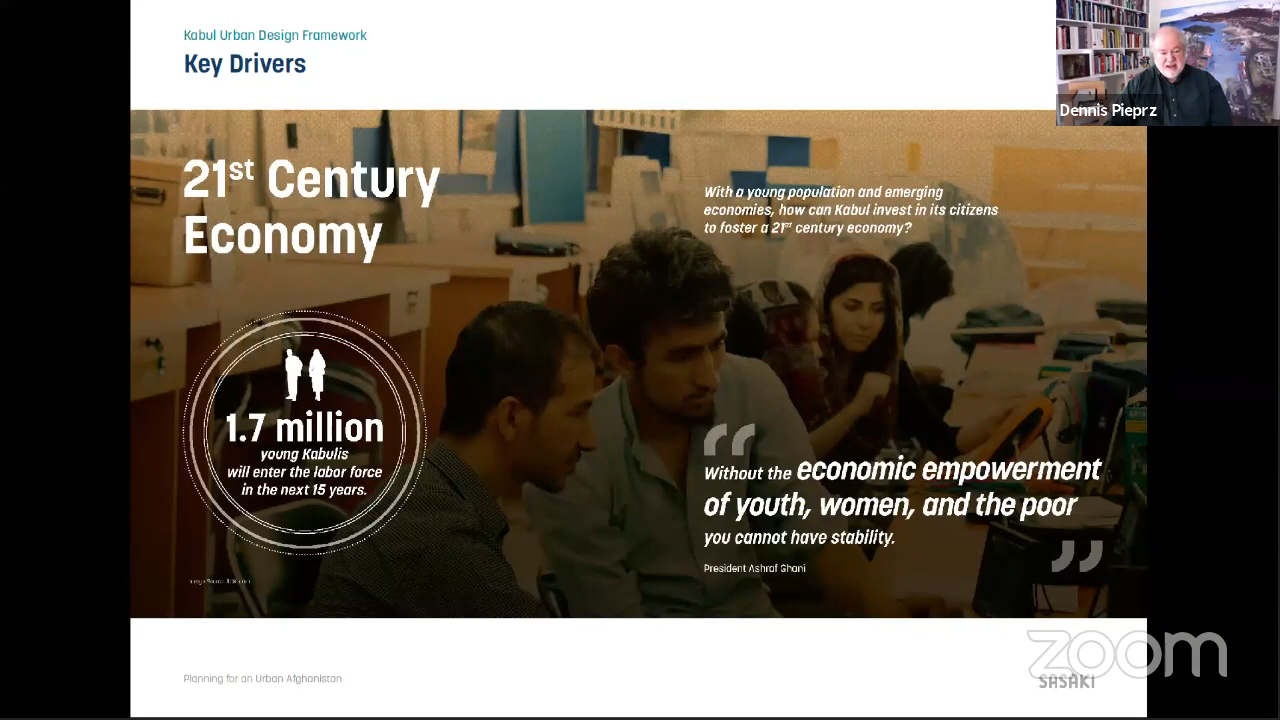 Kabul Urban Design Framework
Key Drivers
Dennis Pieprz
21st Century
Economy
With a young population and emerging
economies, how can Kabul invest in its citizens
to foster a 21st century economy?
1.7 million
young Kabulis
will enter the labor force
in the next 15 years.
“
Without the economic empowerment
of youth, women, and the poor
you cannot have stability.
”
President Ashraf Ghani
Planning for an Urban Afghanistan
zoom
SASAKI